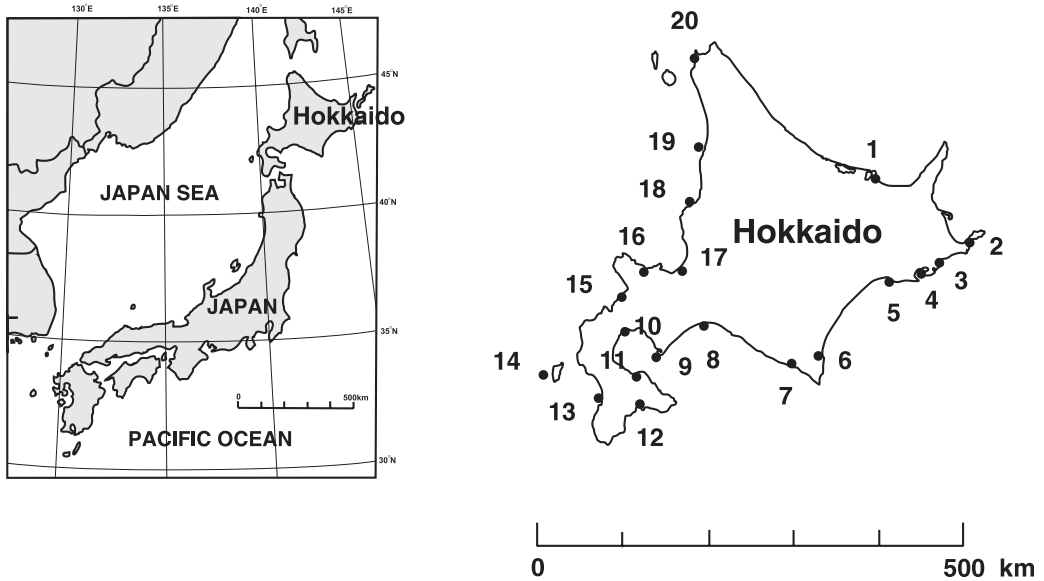 130°E 135°E 140°E 145°E
45°N
Hokkaido
JAPAN SEA
40°N
JAPAN
35°N
0 500km
PACIFIC OCEAN
30°N
20
19
1
18
Hokkaido
16
17
2
15
3
4
5
10
14
11
9
8
6
7
13
12
0 500 km